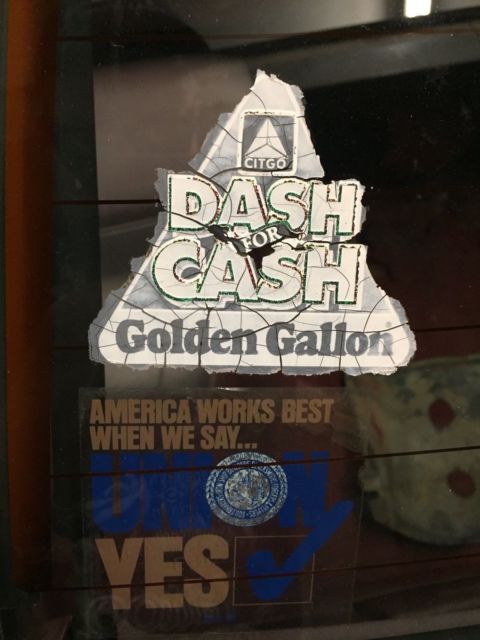 CITGO
DASH
FOR
CASH
Golden Gallon
AMERICA WORKS BEST
WHEN WE SAY...
UNION
YES